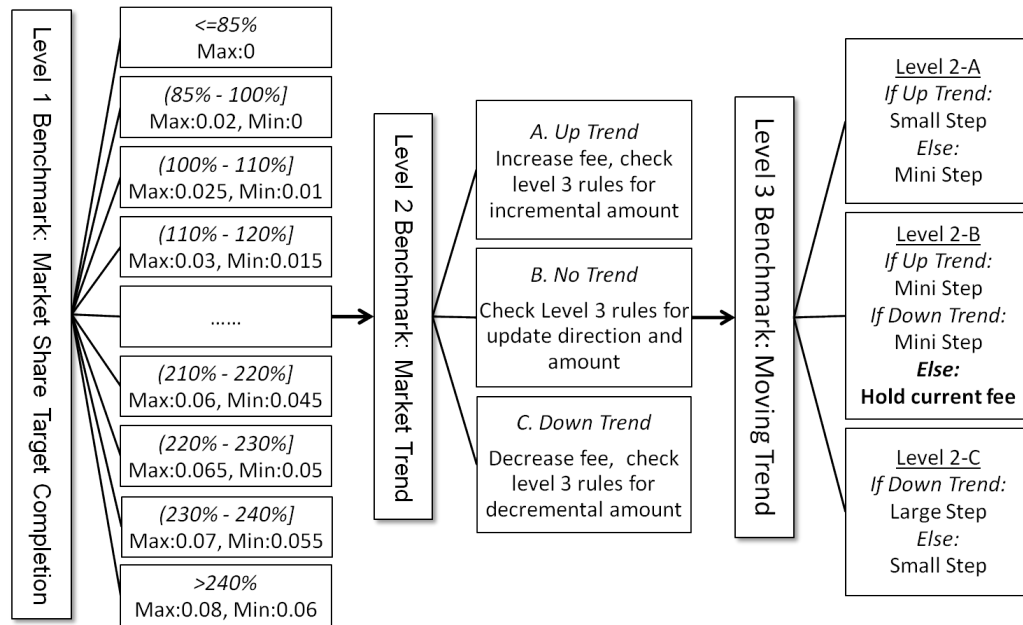 Level 1 Benchmark: Market Share Target Completion
<=85%
Max:0
(85% - 100%]
Max:0.02, Min:0
(100% - 110%]
Max:0.025, Min:0.01
(110% - 120%]
Max:0.03, Min:0.015
……
(210% - 220%]
Max:0.06, Min:0.045
(220% - 230%]
Max:0.065, Min:0.05
(230% - 240%]
Max:0.07, Min:0.055
>240%
Max:0.08, Min:0.06
Level 2 Benchmark: Market Trend
A. Up Trend
Increase fee, check
level 3 rules for
incremental amount
B. No Trend
Check Level 3 rules for
update direction and
amount
C. Down Trend
Decrease fee, check
level 3 rules for
decremental amount
Level 3 Benchmark: Moving Trend
Level 2-A
If Up Trend:
Small Step
Else:
Mini Step
Level 2-B
If Up Trend:
Mini Step
If Down Trend:
Mini Step
Else:
Hold current fee
Level 2-C
If Down Trend:
Large Step
Else:
Small Step